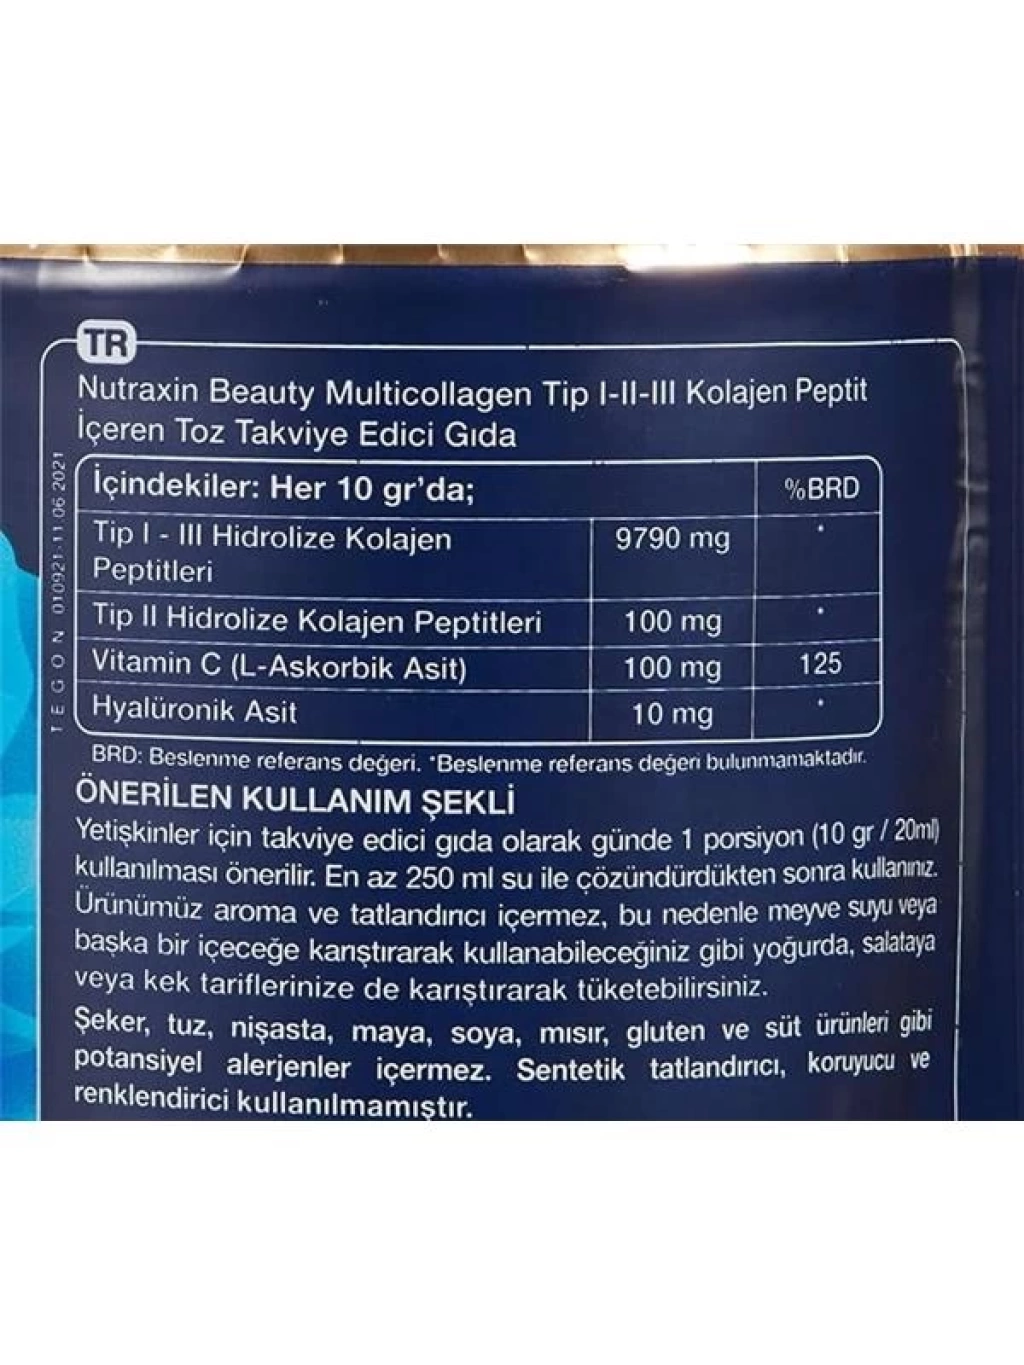 TR
Nutraxin Beauty Multicollagen Tip I-II-III Kolajen Peptit
İçeren Toz Takviye Edici Gıda
İçindekiler: Her 10 gr'da; %BRD
Tip I - III Hidrolize Kolajen 9790 mg *
Peptitleri
Tip II Hidrolize Kolajen Peptitleri 100 mg *
Vitamin C (L-Askorbik Asit) 100 mg 125
Hyalüronik Asit 10 mg *
BRD: Beslenme referans değeri. *Beslenme referans değeri bulunmamaktadır.
ÖNERİLEN KULLANIM ŞEKLİ
Yetişkinler için takviye edici gıda olarak günde 1 porsiyon (10 gr / 20ml)
kullanılması önerilir. En az 250 ml su ile çözündürdükten sonra kullanınız.
Ürünümüz aroma ve tatlandırıcı içermez, bu nedenle meyve suyu veya
başka bir içeceğe karıştırarak kullanabileceğiniz gibi yoğurda, salataya
veya kek tariflerinize de karıştırarak tüketebilirsiniz.
Şeker, tuz, nişasta, maya, soya, mısır, gluten ve süt ürünleri gibi
potansiyel alerjenler içermez. Sentetik tatlandırıcı, koruyucu ve
renklendirici kullanılmamıştır.
TEGON 010921-11 06 2021